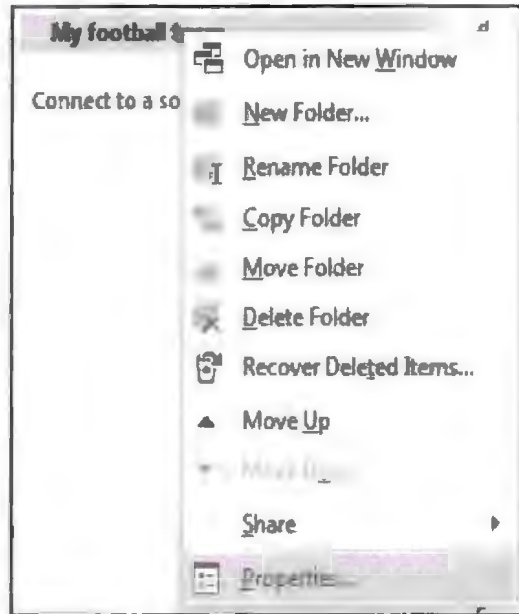 My football
Connect to a so
Open in New Window
New Folder...
Rename Folder
Copy Folder
Move Folder
Delete Folder
Recover Deleted Items...
Move Up
Share
Properties...